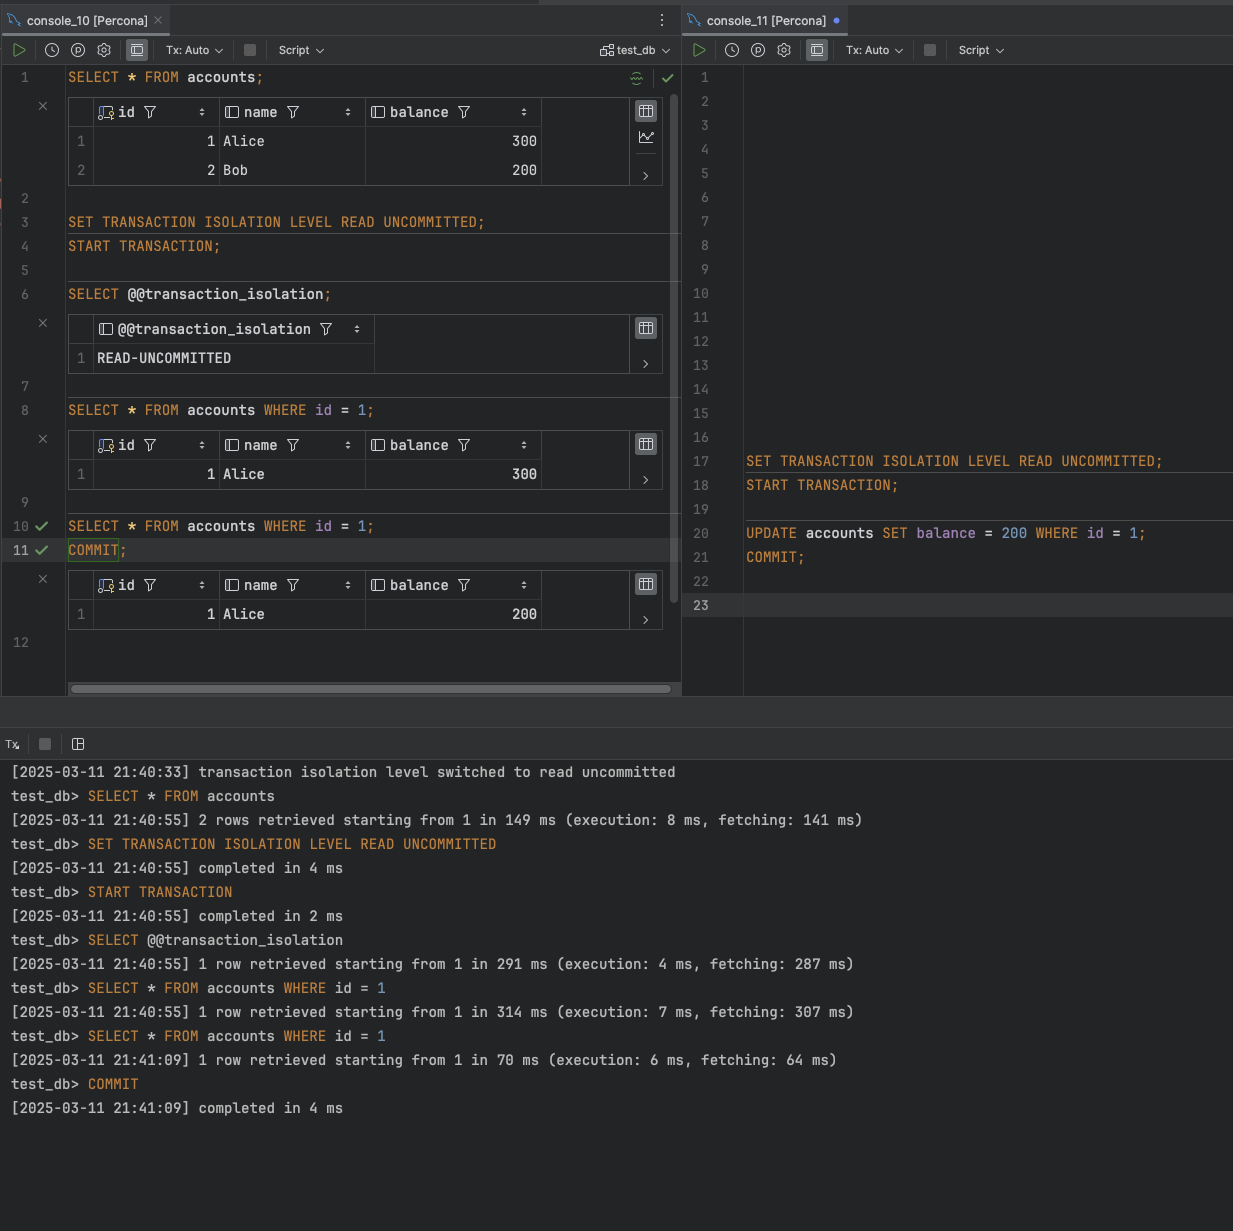 console_10 [Percona]
Tx: Auto
Script
test_db
1 SELECT * FROM accounts;
id name balance
1 1 Alice 300
2 2 Bob 200
2
3 SET TRANSACTION ISOLATION LEVEL READ UNCOMMITTED;
4 START TRANSACTION;
5
6 SELECT @@transaction_isolation;
@@transaction_isolation
1 READ-UNCOMMITTED
7
8 SELECT * FROM accounts WHERE id = 1;
id name balance
1 1 Alice 300
9
10 SELECT * FROM accounts WHERE id = 1;
11 COMMIT;
id name balance
1 1 Alice 200
12
console_11 [Percona]
Tx: Auto
Script
1
2
3
4
5
6
7
8
9
10
11
12
13
14
15
16
17 SET TRANSACTION ISOLATION LEVEL READ UNCOMMITTED;
18 START TRANSACTION;
19
20 UPDATE accounts SET balance = 200 WHERE id = 1;
21 COMMIT;
22
23
Tx
[2025-03-11 21:40:33] transaction isolation level switched to read uncommitted
test_db> SELECT * FROM accounts
[2025-03-11 21:40:55] 2 rows retrieved starting from 1 in 149 ms (execution: 8 ms, fetching: 141 ms)
test_db> SET TRANSACTION ISOLATION LEVEL READ UNCOMMITTED
[2025-03-11 21:40:55] completed in 4 ms
test_db> START TRANSACTION
[2025-03-11 21:40:55] completed in 2 ms
test_db> SELECT @@transaction_isolation
[2025-03-11 21:40:55] 1 row retrieved starting from 1 in 291 ms (execution: 4 ms, fetching: 287 ms)
test_db> SELECT * FROM accounts WHERE id = 1
[2025-03-11 21:40:55] 1 row retrieved starting from 1 in 314 ms (execution: 7 ms, fetching: 307 ms)
test_db> SELECT * FROM accounts WHERE id = 1
[2025-03-11 21:41:09] 1 row retrieved starting from 1 in 70 ms (execution: 6 ms, fetching: 64 ms)
test_db> COMMIT
[2025-03-11 21:41:09] completed in 4 ms